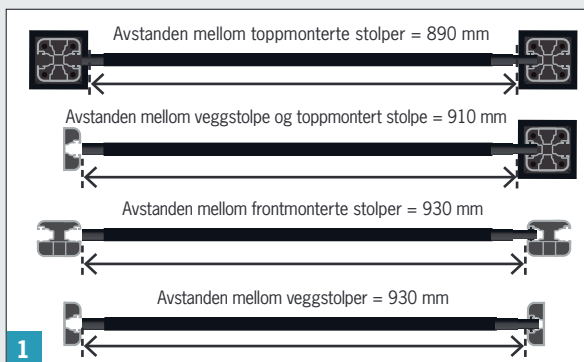 Avstanden mellom toppmonterte stolper = 890 mm
Avstanden mellom veggstolpe og toppmontert stolpe = 910 mm
Avstanden mellom frontmonterte stolper = 930 mm
Avstanden mellom veggstolper = 930 mm
1